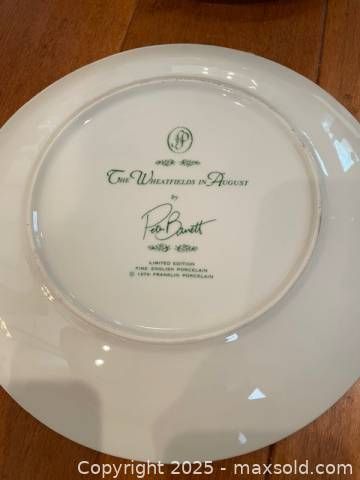 THE WHEATFIELDS IN AUGUST
BY
Peter Barrett
LIMITED EDITION
FINE ENGLISH PORCELAIN
© 1979 FRANKLIN PORCELAIN
Copyright © 2025 - maxsold.com